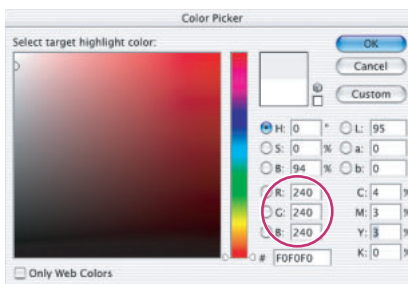 Color Picker
Select target highlight color:
OK
Cancel
Custom
H: 0 ° L: 95
S: 0 % a: 0
B: 94 % b: 0
R: 240 C: 4 %
G: 240 M: 3 %
B: 240 Y: 3 %
# F0F0F0 K: 0 %
Only Web Colors